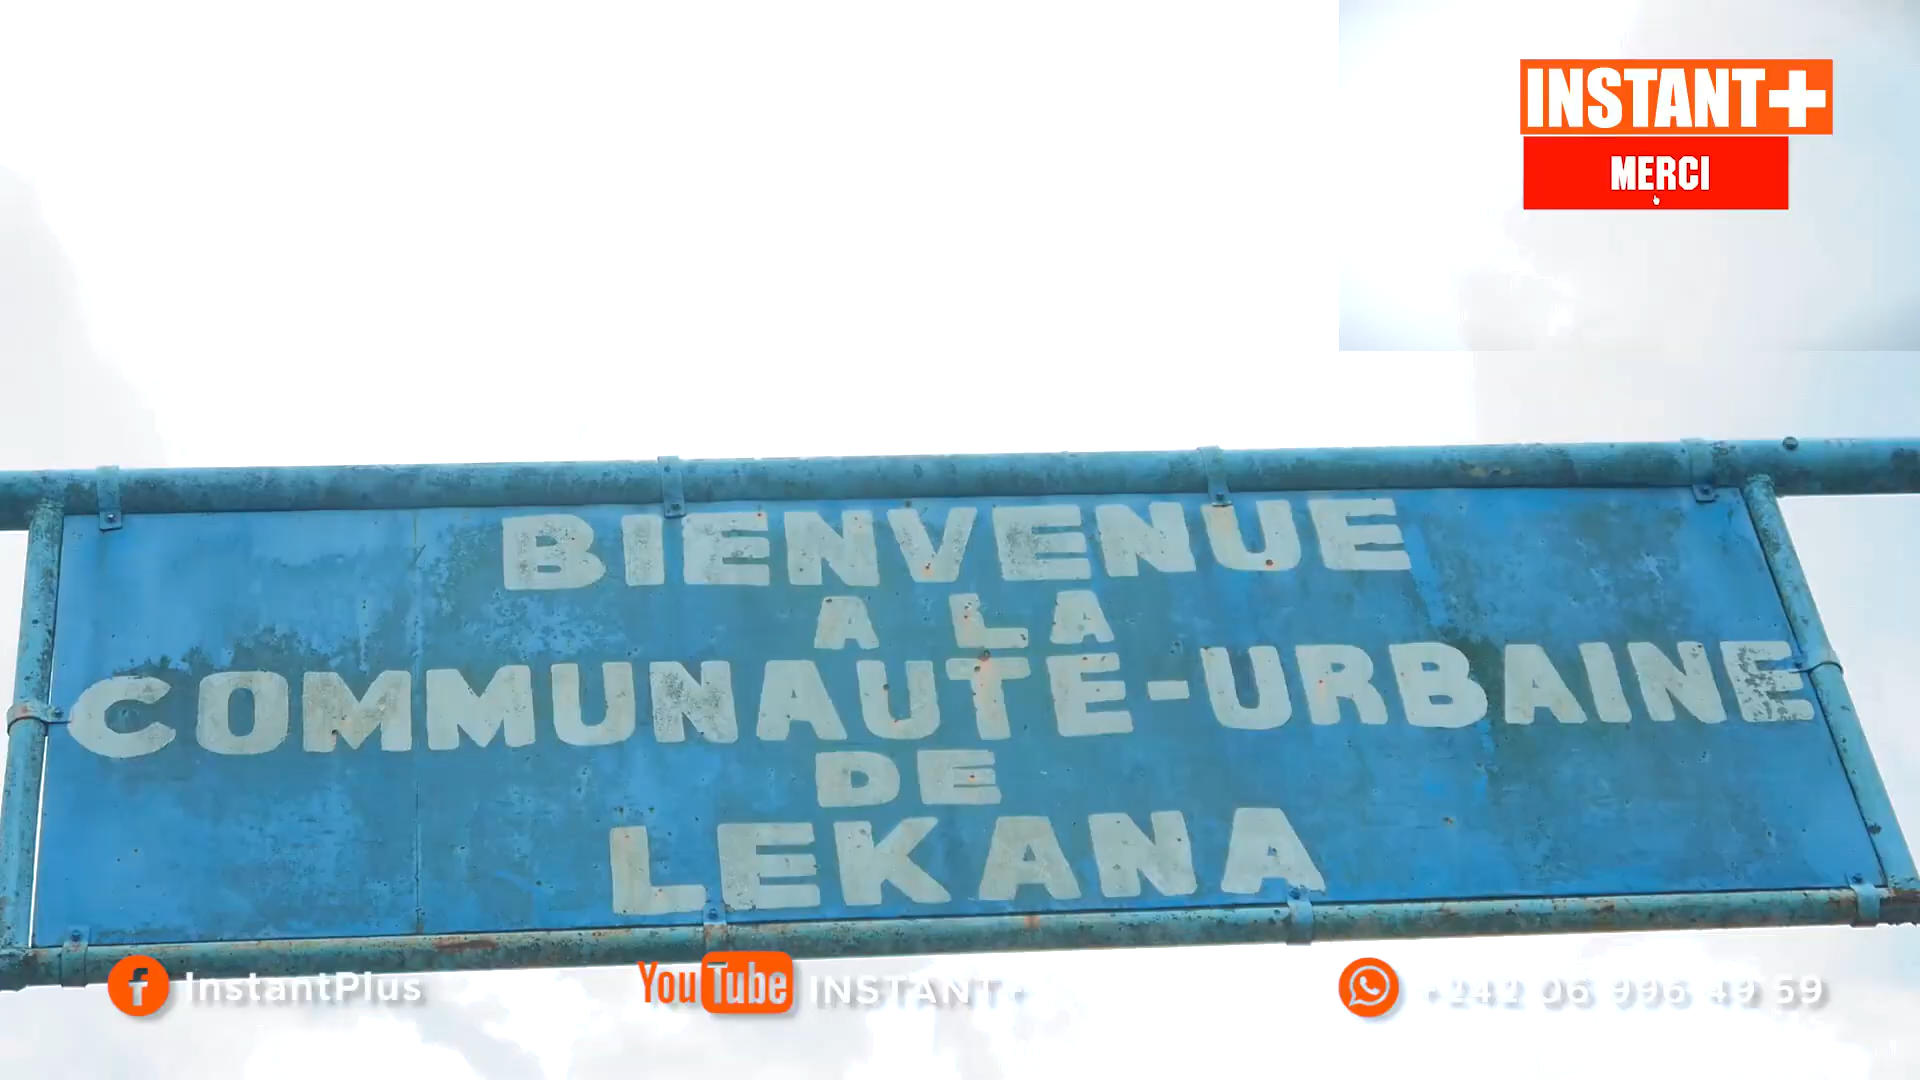 INSTANT+
MERCI
BIENVENUE
A LA
COMMUNAUTE-URBAINE
DE
LEKANA
InstantPlus
YouTube INSTANT+
+242 06 996 49 59